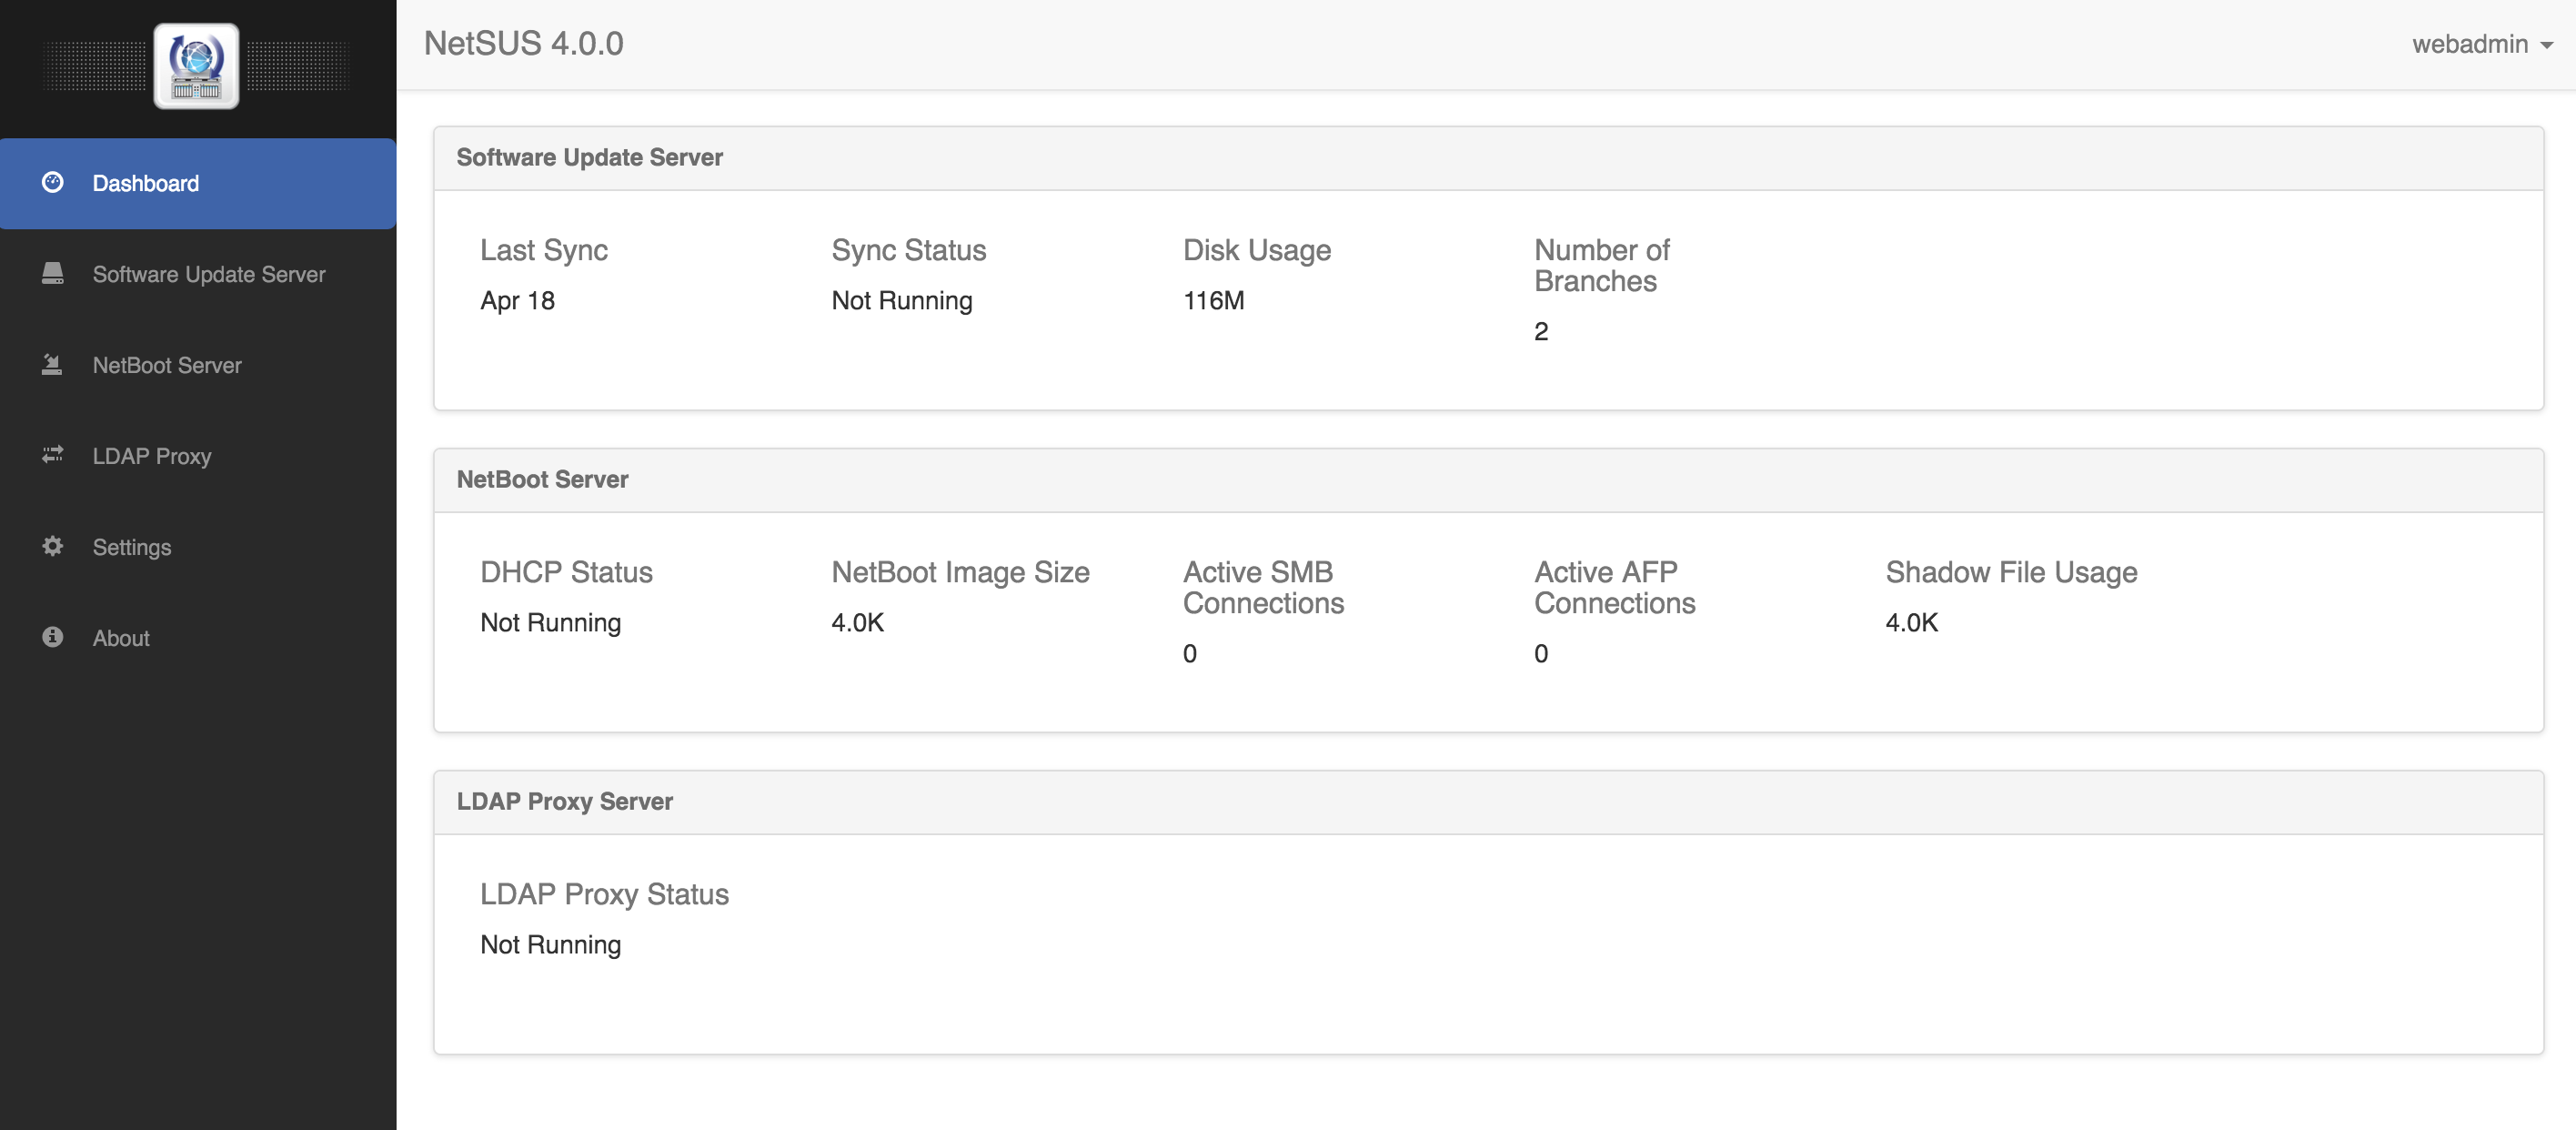 NetSUS 4.0.0
webadmin
Dashboard
Software Update Server
NetBoot Server
LDAP Proxy
Settings
About
Software Update Server
Last Sync
Apr 18
Sync Status
Not Running
Disk Usage
116M
Number of
Branches
2
NetBoot Server
DHCP Status
Not Running
NetBoot Image Size
4.0K
Active SMB
Connections
0
Active AFP
Connections
0
Shadow File Usage
4.0K
LDAP Proxy Server
LDAP Proxy Status
Not Running